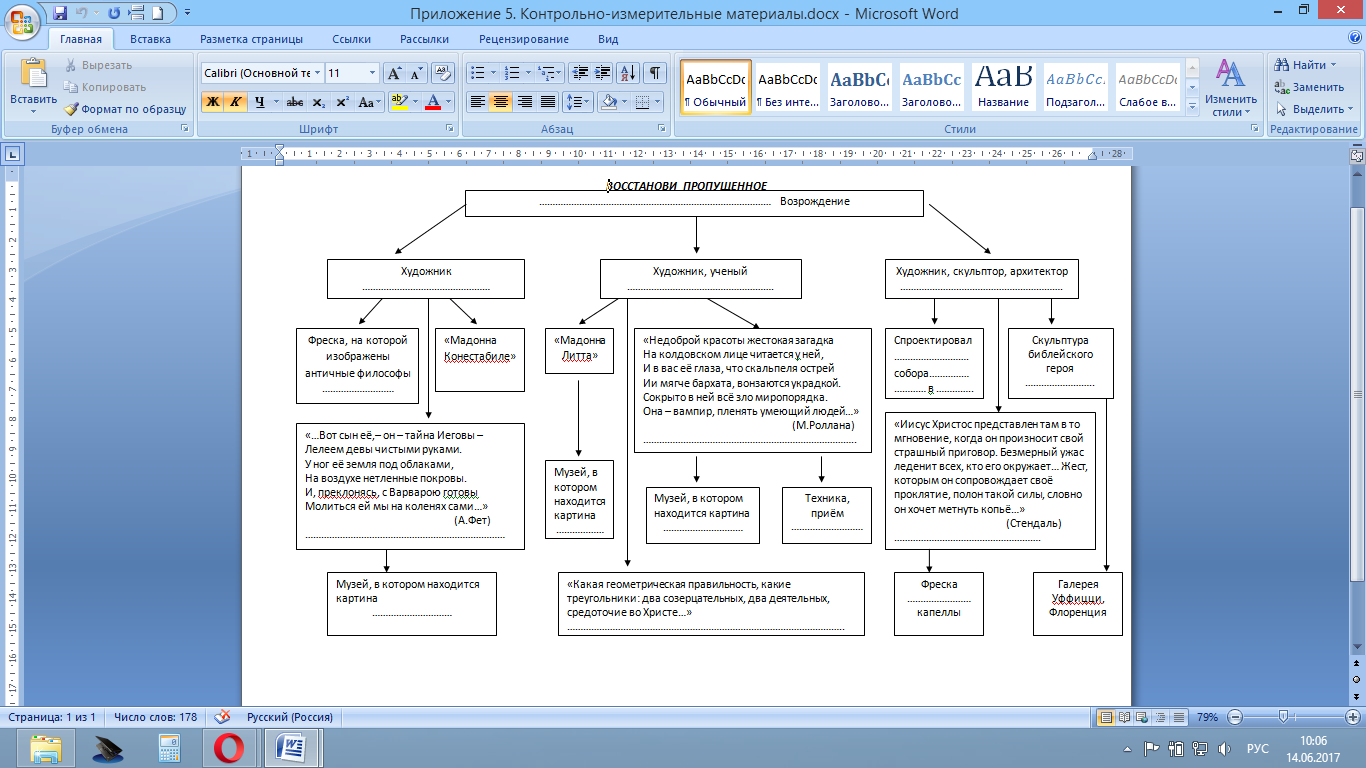 Приложение 5. Контрольно-измерительные материалы.docx - Microsoft Word
Главная
Вставка
Разметка страницы
Ссылки
Рассылки
Рецензирование
Вид
Вставить
Вырезать
Копировать
Формат по образцу
Буфер обмена
Calibri (Основной те
11
Ж К Ч abc x₂ x² Aa
Шрифт
Абзац
AaBbCcDc
¶ Обычный
AaBbCcDc
¶ Без инте...
AaBbCc
Заголово...
AaBbCc
Заголово...
AaB
Название
AaBbCc.
Подзагол...
AaBbCcDc
Слабое в...
Изменить
стили
Стили
Найти
Заменить
Выделить
Редактирование
ВОССТАНОВИ ПРОПУЩЕННОЕ
.......................................... Возрождение
Художник
..........................................
Художник, ученый
..........................................
Художник, скульптор, архитектор
..........................................
Фреска, на которой
изображены
античные философы
..........................
«Мадонна
Конестабиле»
«Мадонна
Литта»
«Недоброй красоты жестокая загадка
На колдовском лице читается у ней,
И в вас её глаза, что скальпеля острей
Ии мягче бархата, вонзаются украдкой.
Сокрыто в ней всё зло миропорядка.
Она – вампир, пленять умеющий людей...»
(М.Роллана)
..........................................
Спроектировал
..........................
собора...............
............ в ..............
Скульптура
библейского
героя
..........................
«...Вот сын её,– он – тайна Иеговы –
Лелеем девы чистыми руками.
У ног её земля под облаками,
На воздухе нетленные покровы.
И, преклонясь, с Варварою готовы
Молиться ей мы на коленях сами...»
(А.Фет)
..........................................
«Иисус Христос представлен там в то
мгновение, когда он произносит свой
страшный приговор. Безмерный ужас
леденит всех, кто его окружает... Жест,
которым он сопровождает своё
проклятие, полон такой силы, словно
он хочет метнуть копьё...»
(Стендаль)
..........................................
Музей, в
котором
находится
картина
..................
Музей, в котором
находится картина
..........................
Техника,
приём
..........................
Музей, в котором находится
картина
..........................
«Какая геометрическая правильность, какие
треугольники: два созерцательных, два деятельных,
средоточие во Христе...»
..........................................
Фреска
......................
капеллы
Галерея
Уффицци,
Флоренция
Страница: 1 из 1
Число слов: 178
Русский (Россия)
79%
РУС
10:06
14.06.2017